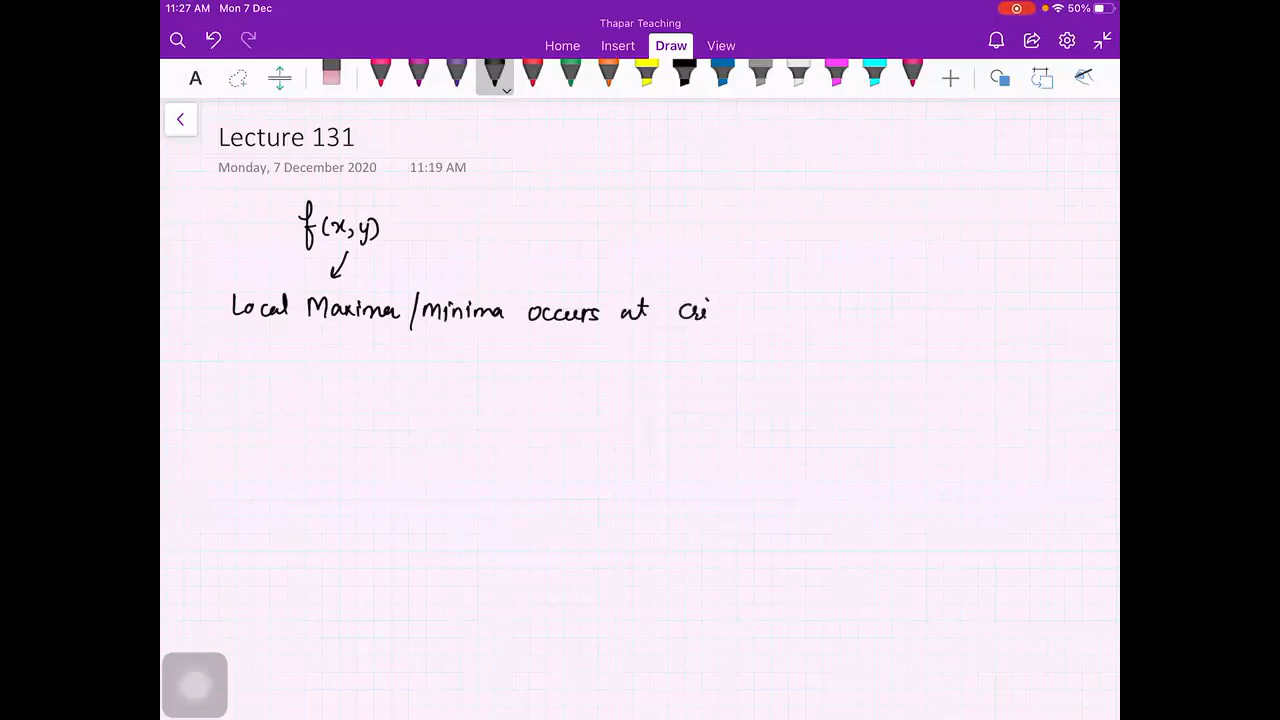 11:27 AM Mon 7 Dec 50%
Thapar Teaching
Home Insert Draw View
A
Lecture 131
Monday, 7 December 2020 11:19 AM
f(x,y)
Local Maxima/minima occurs at cri